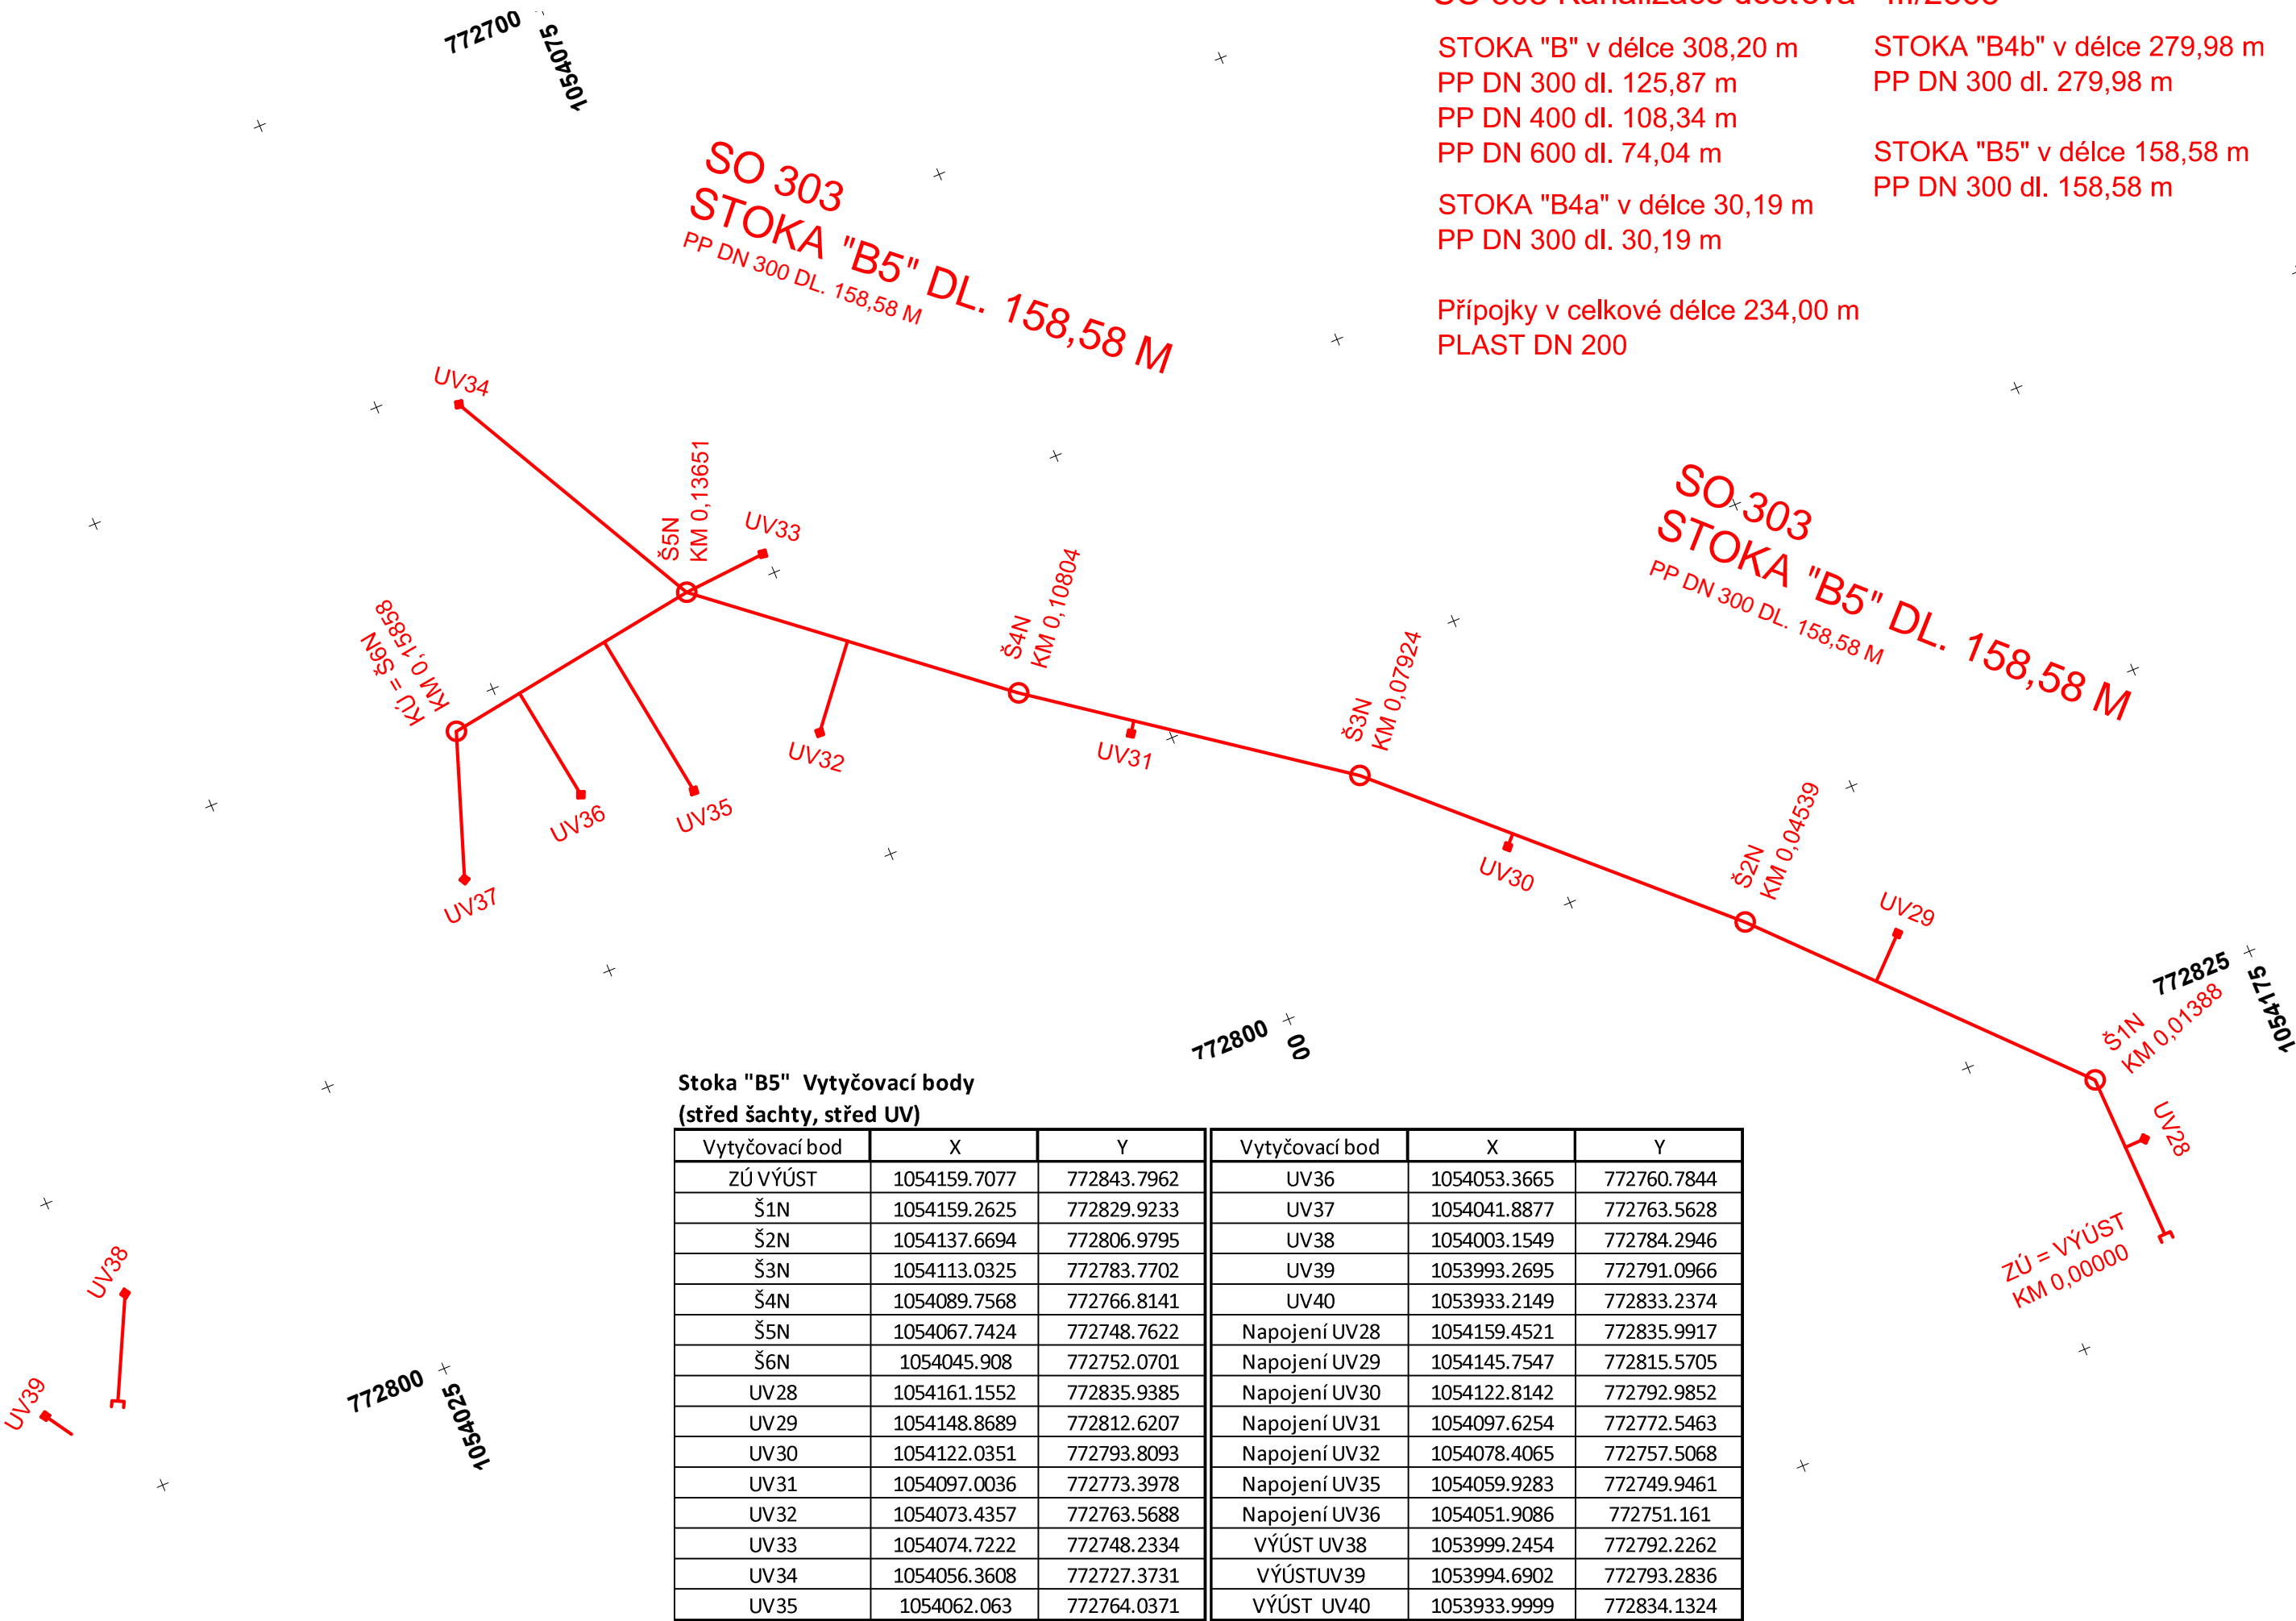 SO 303
STOKA "B5" DL. 158,58 M
PP DN 300 DL. 158,58 M
STOKA "B" v délce 308,20 m
PP DN 300 dl. 125,87 m
PP DN 400 dl. 108,34 m
PP DN 600 dl. 74,04 m
STOKA "B4a" v délce 30,19 m
PP DN 300 dl. 30,19 m
Přípojky v celkové délce 234,00 m
PLAST DN 200
STOKA "B4b" v délce 279,98 m
PP DN 300 dl. 279,98 m
STOKA "B5" v délce 158,58 m
PP DN 300 dl. 158,58 m
772700
1054075
UV34
Š5N
KM 0,13651
UV33
KÚ = Š6N
KM 0,15858
Š4N
KM 0,10804
SO 303
STOKA "B5" DL. 158,58 M
PP DN 300 DL. 158,58 M
UV37
UV36
UV35
UV32
UV31
Š3N
KM 0,07924
UV30
Š2N
KM 0,04539
UV29
772825
1054175
Š1N
KM 0,01388
UV28
ZÚ = VÝÚST
KM 0,00000
772800
00
UV38
UV39
772800
1054025
Stoka "B5" Vytyčovací body
(střed šachty, střed UV)
Vytyčovací bod X Y Vytyčovací bod X Y
ZÚ VÝÚST 1054159.7077 772843.7962 UV36 1054053.3665 772760.7844
Š1N 1054159.2625 772829.9233 UV37 1054041.8877 772763.5628
Š2N 1054137.6694 772806.9795 UV38 1054003.1549 772784.2946
Š3N 1054113.0325 772783.7702 UV39 1053993.2695 772791.0966
Š4N 1054089.7568 772766.8141 UV40 1053933.2149 772833.2374
Š5N 1054067.7424 772748.7622 Napojení UV28 1054159.4521 772835.9917
Š6N 1054045.908 772752.0701 Napojení UV29 1054145.7547 772815.5705
UV28 1054161.1552 772835.9385 Napojení UV30 1054122.8142 772792.9852
UV29 1054148.8689 772812.6207 Napojení UV31 1054097.6254 772772.5463
UV30 1054122.0351 772793.8093 Napojení UV32 1054078.4065 772757.5068
UV31 1054097.0036 772773.3978 Napojení UV35 1054059.9283 772749.9461
UV32 1054073.4357 772763.5688 Napojení UV36 1054051.9086 772751.161
UV33 1054074.7222 772748.2334 VÝÚST UV38 1053999.2454 772792.2262
UV34 1054056.3608 772727.3731 VÝÚSTUV39 1053994.6902 772793.2836
UV35 1054062.063 772764.0371 VÝÚST UV40 1053933.9999 772834.1324